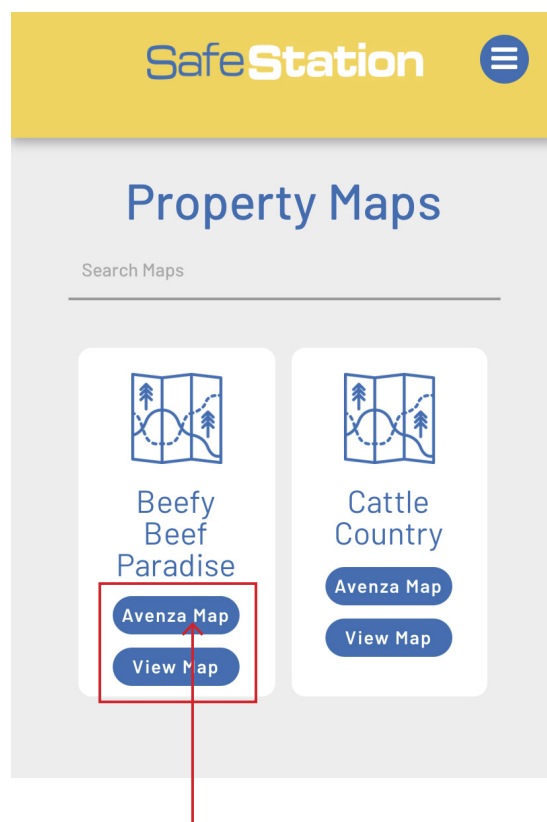 SafeStation
Property Maps
Search Maps
Beefy
Beef
Paradise
Avenza Map
View Map
Cattle
Country
Avenza Map
View Map